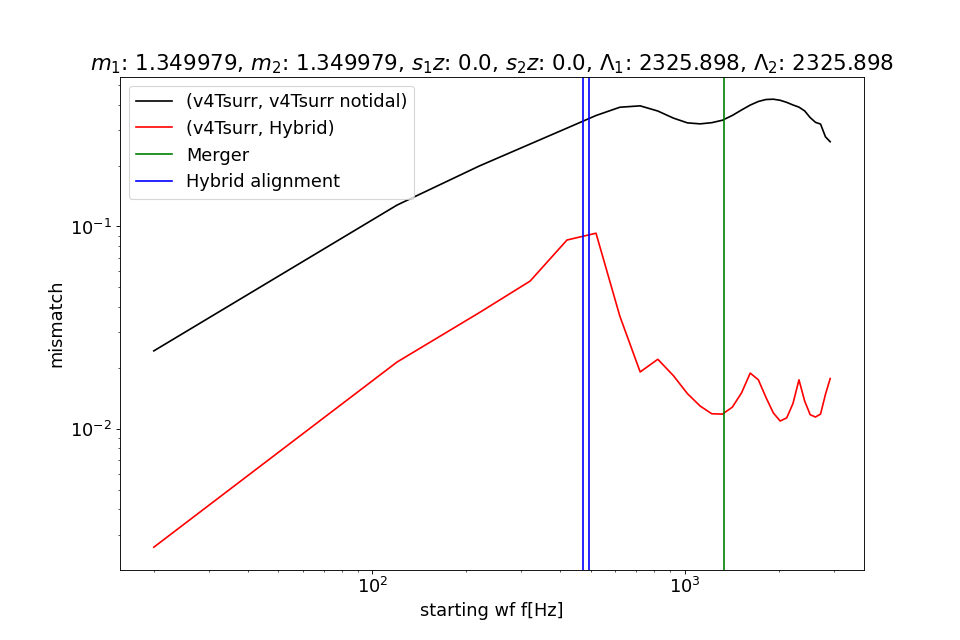 m₁: 1.349979, m₂: 1.349979, s₁z: 0.0, s₂z: 0.0, Λ₁: 2325.898, Λ₂: 2325.898
(v4Tsurr, v4Tsurr notidal)
(v4Tsurr, Hybrid)
Merger
Hybrid alignment
10⁻¹
10⁻²
mismatch
10²
10³
starting wf f[Hz]